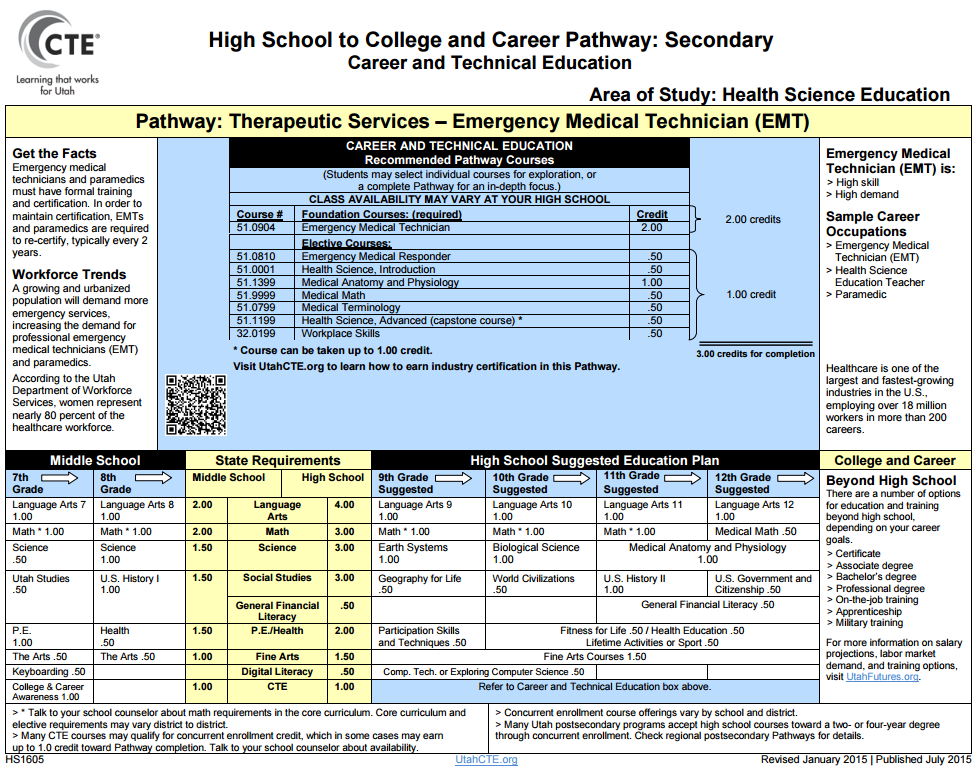 CTE®
Learning that works
for Utah
High School to College and Career Pathway: Secondary
Career and Technical Education
Area of Study: Health Science Education
Pathway: Therapeutic Services – Emergency Medical Technician (EMT)
Get the Facts
Emergency medical
technicians and paramedics
must have formal training
and certification. In order to
maintain certification, EMTs
and paramedics are required
to re-certify, typically every 2
years.
Workforce Trends
A growing and urbanized
population will demand more
emergency services,
increasing the demand for
professional emergency
medical technicians (EMT)
and paramedics.
According to the Utah
Department of Workforce
Services, women represent
nearly 80 percent of the
healthcare workforce.
CAREER AND TECHNICAL EDUCATION
Recommended Pathway Courses
(Students may select individual courses for exploration, or
a complete Pathway for an in-depth focus.)
CLASS AVAILABILITY MAY VARY AT YOUR HIGH SCHOOL
Course # Foundation Courses: (required) Credit
51.0904 Emergency Medical Technician 2.00
Elective Courses:
51.0810 Emergency Medical Responder .50
51.0001 Health Science, Introduction .50
51.1399 Medical Anatomy and Physiology 1.00
51.9999 Medical Math .50
51.0799 Medical Terminology .50
51.1199 Health Science, Advanced (capstone course) * .50
32.0199 Workplace Skills .50
2.00 credits
1.00 credit
3.00 credits for completion
* Course can be taken up to 1.00 credit.
Visit UtahCTE.org to learn how to earn industry certification in this Pathway.
Emergency Medical
Technician (EMT) is:
> High skill
> High demand
Sample Career
Occupations
> Emergency Medical
Technician (EMT)
> Health Science
Education Teacher
> Paramedic
Healthcare is one of the
largest and fastest-growing
industries in the U.S.,
employing over 18 million
workers in more than 200
careers.
Middle School State Requirements High School Suggested Education Plan College and Career
7th Grade 8th Grade Middle School High School 9th Grade Suggested 10th Grade Suggested 11th Grade Suggested 12th Grade Suggested
Language Arts 7 1.00 Language Arts 8 1.00 2.00 Language Arts 4.00 Language Arts 9 1.00 Language Arts 10 1.00 Language Arts 11 1.00 Language Arts 12 1.00
Math * 1.00 Math * 1.00 2.00 Math 3.00 Math * 1.00 Math * 1.00 Math * 1.00 Medical Math .50
Science .50 Science 1.00 1.50 Science 3.00 Earth Systems 1.00 Biological Science 1.00 Medical Anatomy and Physiology 1.00
Utah Studies .50 U.S. History I 1.00 1.50 Social Studies 3.00 Geography for Life .50 World Civilizations .50 U.S. History II 1.00 U.S. Government and Citizenship .50
General Financial Literacy .50 General Financial Literacy .50
P.E. 1.00 Health .50 1.50 P.E./Health 2.00 Participation Skills and Techniques .50 Fitness for Life .50 / Health Education .50
Lifetime Activities or Sport .50
The Arts .50 The Arts .50 1.00 Fine Arts 1.50 Fine Arts Courses 1.50
Keyboarding .50 Digital Literacy .50 Comp. Tech. or Exploring Computer Science .50
College & Career Awareness 1.00 1.00 CTE 1.00 Refer to Career and Technical Education box above.
Beyond High School
There are a number of options
for education and training
beyond high school,
depending on your career
goals.
> Certificate
> Associate degree
> Bachelor's degree
> Professional degree
> On-the-job training
> Apprenticeship
> Military training
For more information on salary
projections, labor market
demand, and training options,
visit UtahFutures.org.
> * Talk to your school counselor about math requirements in the core curriculum. Core curriculum and
elective requirements may vary district to district.
> Many CTE courses may qualify for concurrent enrollment credit, which in some cases may earn
up to 1.0 credit toward Pathway completion. Talk to your school counselor about availability.
> Concurrent enrollment course offerings vary by school and district.
> Many Utah postsecondary programs accept high school courses toward a two- or four-year degree
through concurrent enrollment. Check regional postsecondary Pathways for details.
HS1605 UtahCTE.org Revised January 2015 | Published July 2015